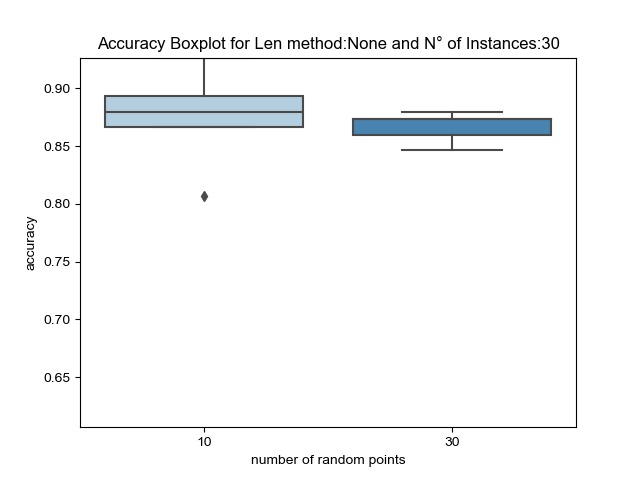 Accuracy Boxplot for Len method:None and N° of Instances:30
0.90
0.85
0.80
0.75
0.70
0.65
accuracy
10
30
number of random points